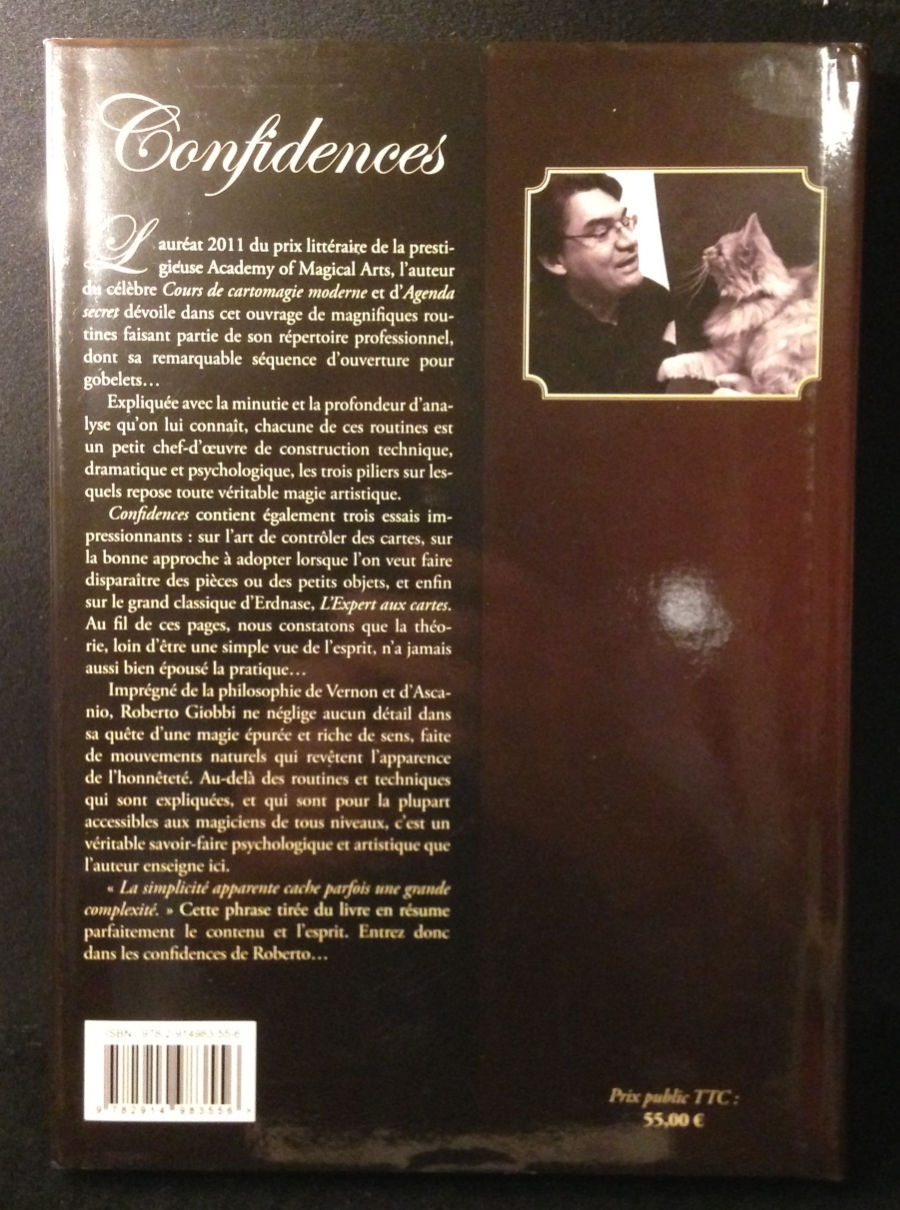 Confidences
Lauréat 2011 du prix littéraire de la presti-
gieuse Academy of Magical Arts, l'auteur
du célèbre Cours de cartomagie moderne et d'Agenda
secret dévoile dans cet ouvrage de magnifiques rou-
tines faisant partie de son répertoire professionnel,
dont sa remarquable séquence d'ouverture pour
gobelets...
Expliquée avec la minutie et la profondeur d'ana-
lyse qu'on lui connaît, chacune de ces routines est
un petit chef-d'œuvre de construction technique,
dramatique et psychologique, les trois piliers sur les-
quels repose toute véritable magie artistique.
Confidences contient également trois essais im-
pressionnants : sur l'art de contrôler des cartes, sur
la bonne approche à adopter lorsque l'on veut faire
disparaître des pièces ou des petits objets, et enfin
sur le grand classique d'Erdnase, L'Expert aux cartes.
Au fil de ces pages, nous constatons que la théo-
rie, loin d'être une simple vue de l'esprit, n'a jamais
aussi bien épousé la pratique...
Imprégné de la philosophie de Vernon et d'Asca-
nio, Roberto Giobbi ne néglige aucun détail dans
sa quête d'une magie épurée et riche de sens, faite
de mouvements naturels qui revêtent l'apparence
de l'honnêteté. Au-delà des routines et techniques
qui sont expliquées, et qui sont pour la plupart
accessibles aux magiciens de tous niveaux, c'est un
véritable savoir-faire psychologique et artistique que
l'auteur enseigne ici.
« La simplicité apparente cache parfois une grande
complexité. » Cette phrase tirée du livre en résume
parfaitement le contenu et l'esprit. Entrez donc
dans les confidences de Roberto...
ISBN : 978-2-914983-55-6
9 782914 983556 >
Prix public TTC :
55,00 €